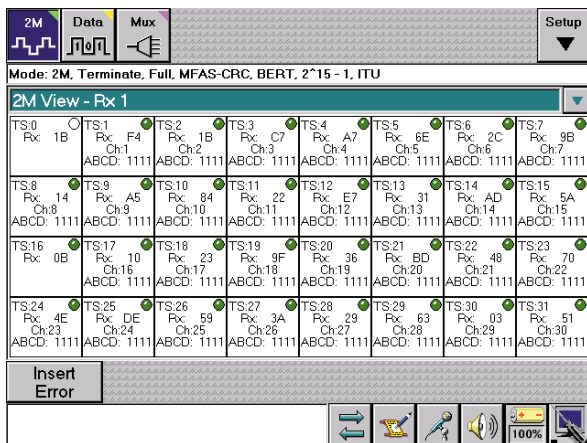 2M Data Mux Setup
Mode: 2M, Terminate, Full, MFAS-CRC, BERT, 2^15 - 1, ITU
2M View - Rx 1
TS:0 TS:1 TS:2 TS:3 TS:4 TS:5 TS:6 TS:7
Rx: 1B Rx: F4 Rx: 1B Rx: C7 Rx: A7 Rx: 6E Rx: 2C Rx: 9B
Ch:1 Ch:2 Ch:3 Ch:4 Ch:5 Ch:6 Ch:7
ABCD: 1111 ABCD: 1111 ABCD: 1111 ABCD: 1111 ABCD: 1111 ABCD: 1111 ABCD: 1111
TS:8 TS:9 TS:10 TS:11 TS:12 TS:13 TS:14 TS:15
Rx: 14 Rx: A5 Rx: 84 Rx: 22 Rx: E7 Rx: 31 Rx: AD Rx: 5A
Ch:8 Ch:9 Ch:10 Ch:11 Ch:12 Ch:13 Ch:14 Ch:15
ABCD: 1111 ABCD: 1111 ABCD: 1111 ABCD: 1111 ABCD: 1111 ABCD: 1111 ABCD: 1111 ABCD: 1111
TS:16 TS:17 TS:18 TS:19 TS:20 TS:21 TS:22 TS:23
Rx: 0B Rx: 10 Rx: 23 Rx: 9F Rx: 36 Rx: BD Rx: 48 Rx: 70
Ch:16 Ch:17 Ch:18 Ch:19 Ch:20 Ch:21 Ch:22
ABCD: 1111 ABCD: 1111 ABCD: 1111 ABCD: 1111 ABCD: 1111 ABCD: 1111 ABCD: 1111
TS:24 TS:25 TS:26 TS:27 TS:28 TS:29 TS:30 TS:31
Rx: 4E Rx: DE Rx: 59 Rx: 3A Rx: 29 Rx: 63 Rx: 03 Rx: 51
Ch:23 Ch:24 Ch:25 Ch:26 Ch:27 Ch:28 Ch:29 Ch:30
ABCD: 1111 ABCD: 1111 ABCD: 1111 ABCD: 1111 ABCD: 1111 ABCD: 1111 ABCD: 1111 ABCD: 1111
Insert
Error
100%